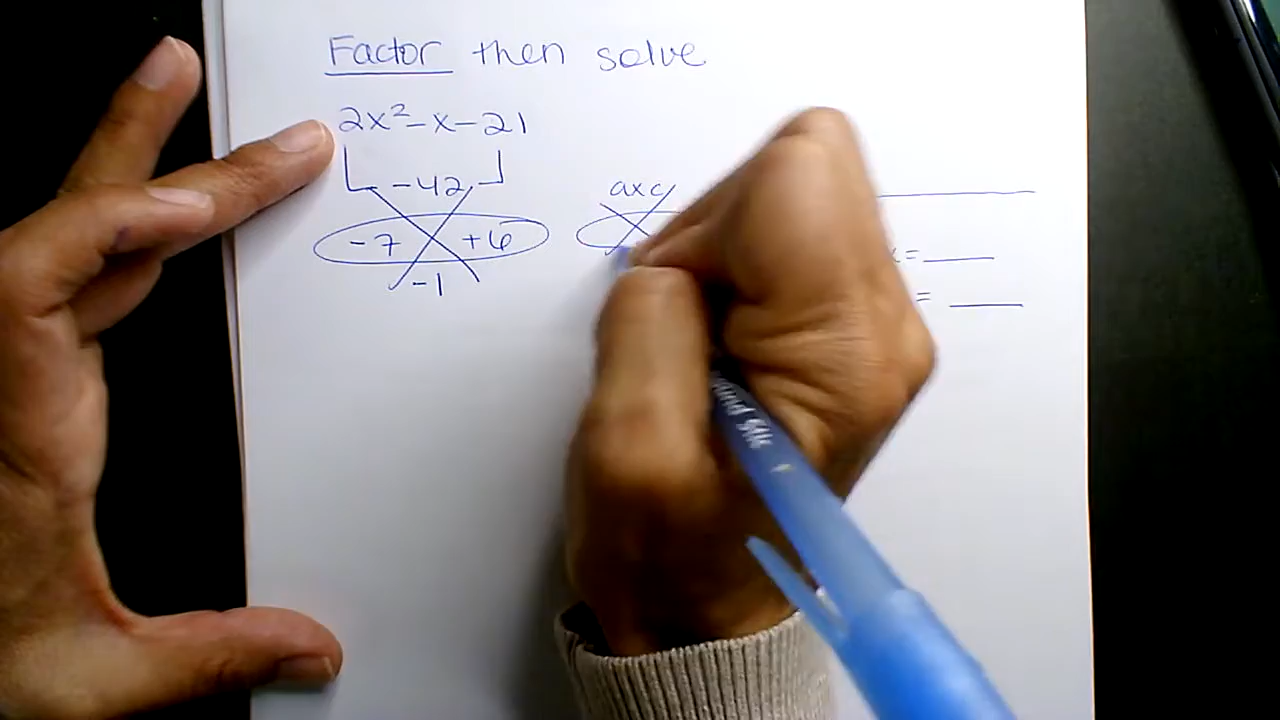 Factor then solve
2x²-x-21
-42 axc
-7 +6
x=
-1
=